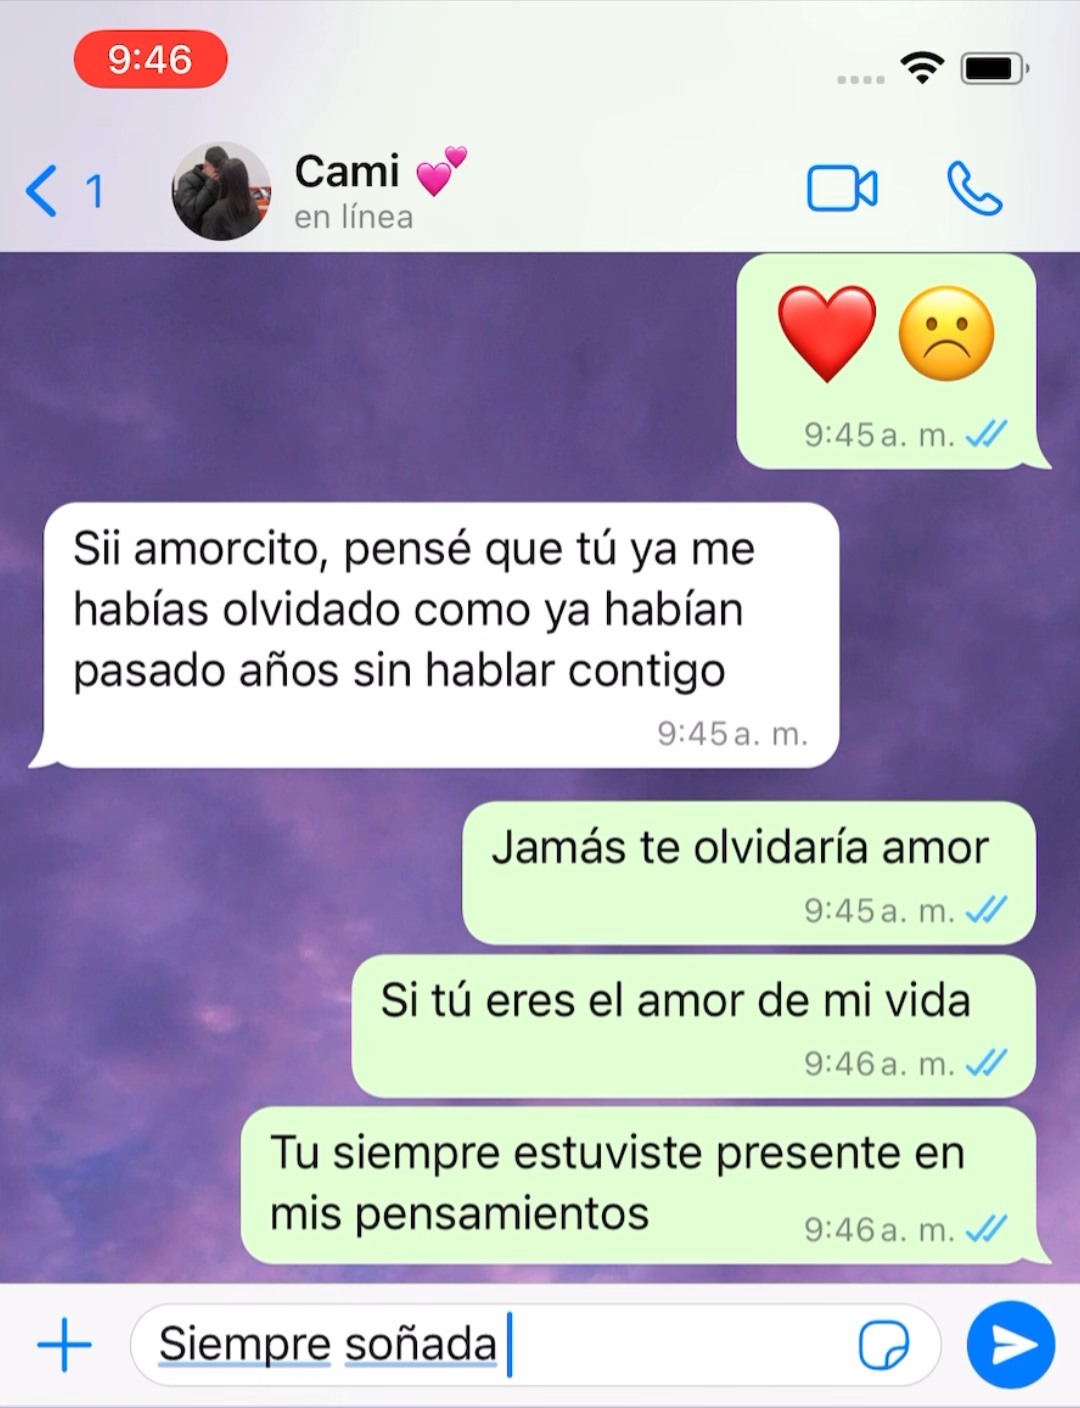 9:46
1
Cami 💕
en línea
❤️ ☹️
9:45 a. m.
Sii amorcito, pensé que tú ya me
habías olvidado como ya habían
pasado años sin hablar contigo
9:45 a. m.
Jamás te olvidaría amor
9:45 a. m.
Si tú eres el amor de mi vida
9:46 a. m.
Tu siempre estuviste presente en
mis pensamientos
9:46 a. m.
Siempre soñada